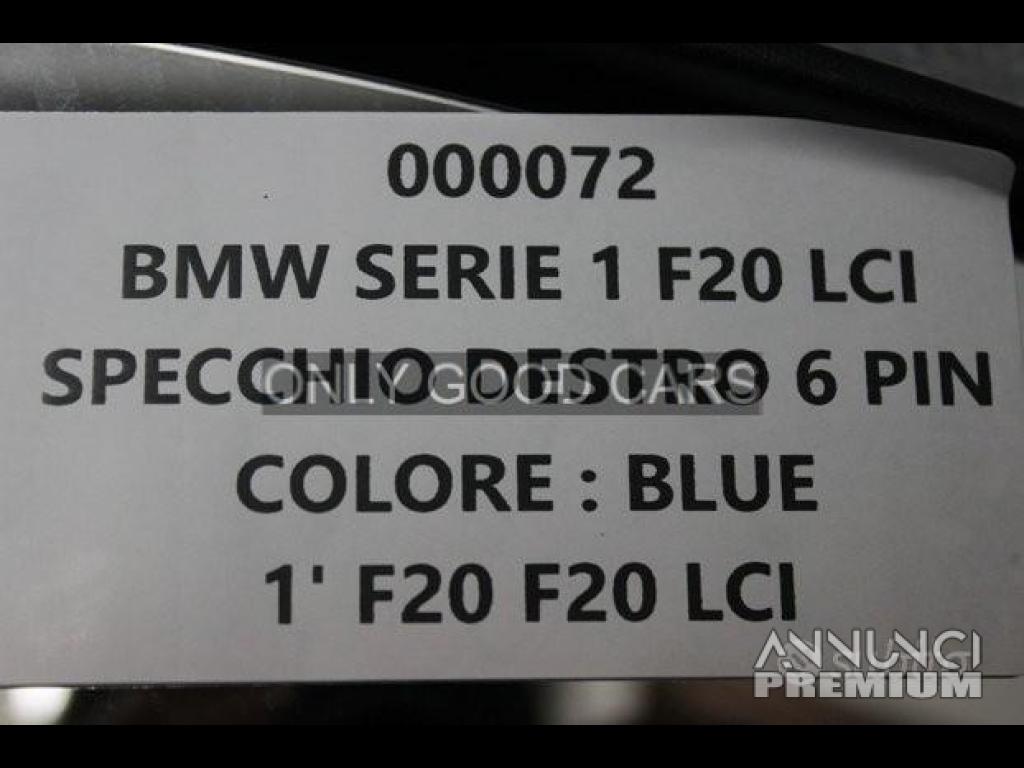 000072
BMW SERIE 1 F20 LCI
SPECCHIO DESTRO 6 PIN
ONLY GOOD CARS
COLORE : BLUE
1' F20 F20 LCI
ANNUNCI
PREMIUM